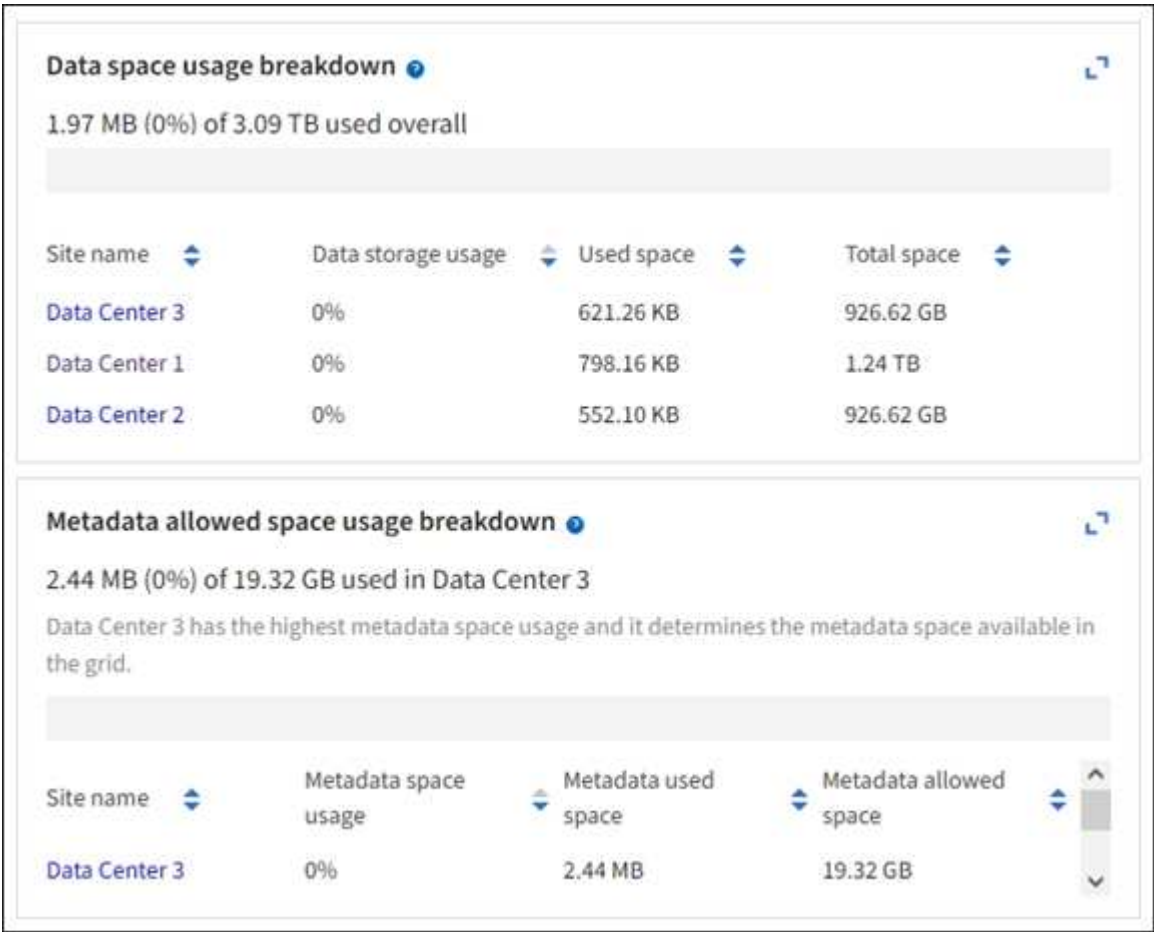 Data space usage breakdown
1.97 MB (0%) of 3.09 TB used overall
Site name Data storage usage Used space Total space
Data Center 3 0% 621.26 KB 926.62 GB
Data Center 1 0% 798.16 KB 1.24 TB
Data Center 2 0% 552.10 KB 926.62 GB
Metadata allowed space usage breakdown
2.44 MB (0%) of 19.32 GB used in Data Center 3
Data Center 3 has the highest metadata space usage and it determines the metadata space available in
the grid.
Site name Metadata space usage Metadata used space Metadata allowed space
Data Center 3 0% 2.44 MB 19.32 GB